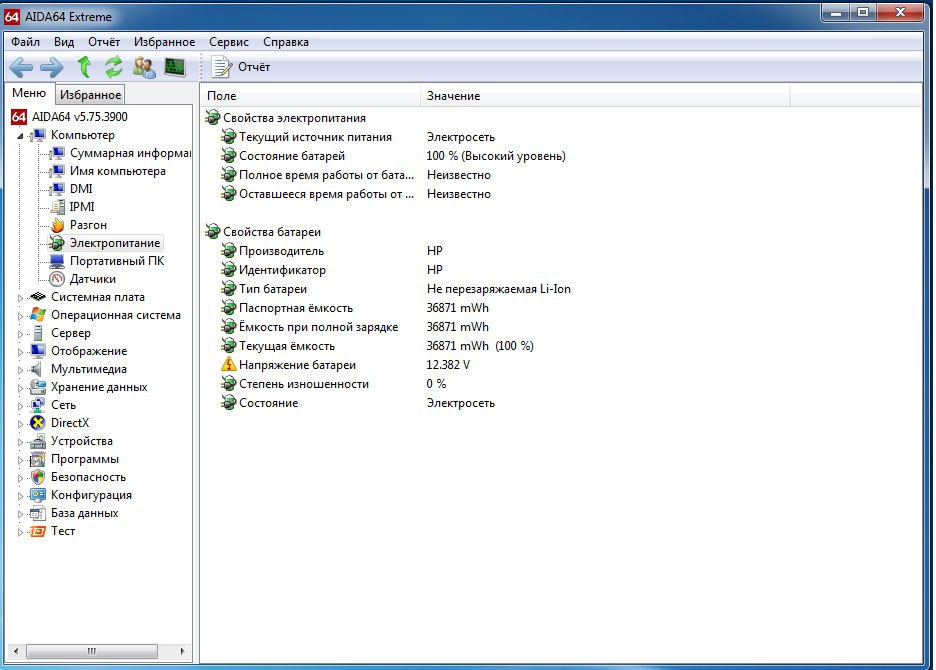 AIDA64 Extreme
Файл Вид Отчёт Избранное Сервис Справка
Отчёт
Меню Избранное
Поле Значение
64 AIDA64 v5.75.3900
Компьютер
Суммарная информа
Имя компьютера
DMI
IPMI
Разгон
Электропитание
Портативный ПК
Датчики
Системная плата
Операционная система
Сервер
Отображение
Мультимедиа
Хранение данных
Сеть
DirectX
Устройства
Программы
Безопасность
Конфигурация
База данных
Тест
Свойства электропитания
Текущий источник питания Электросеть
Состояние батарей 100 % (Высокий уровень)
Полное время работы от бата... Неизвестно
Оставшееся время работы от ... Неизвестно
Свойства батареи
Производитель HP
Идентификатор HP
Тип батареи Не перезаряжаемая Li-Ion
Паспортная ёмкость 36871 mWh
Ёмкость при полной зарядке 36871 mWh
Текущая ёмкость 36871 mWh (100 %)
Напряжение батареи 12.382 V
Степень изношенности 0 %
Состояние Электросеть